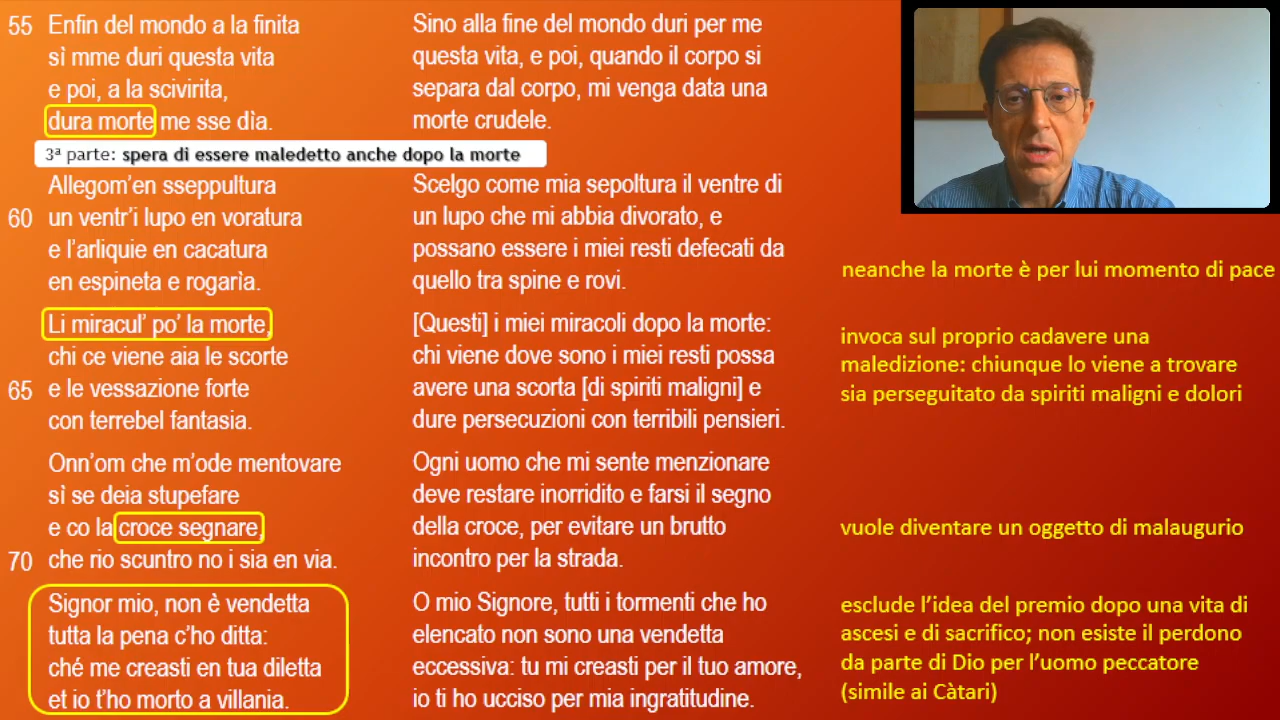 55 Enfin del mondo a la finita
sì mme duri questa vita
e poi, a la scivirita,
dura morte me sse dìa.
3ª parte: spera di essere maledetto anche dopo la morte
Allegom’en sseppultura
60 un ventr’i lupo en voratura
e l’arliquie en cacatura
en espineta e rogarìa.
Li miracul’ po’ la morte,
chi ce viene aia le scorte
65 e le vessazione forte
con terrebel fantasia.
Onn’om che m’ode mentovare
sì se deia stupefare
e co la croce segnare,
70 che rio scuntro no i sia en via.
Signor mio, non è vendetta
tutta la pena c’ho ditta:
ché me creasti en tua diletta
et io t’ho morto a villania.
Sino alla fine del mondo duri per me
questa vita, e poi, quando il corpo si
separa dal corpo, mi venga data una
morte crudele.
Scelgo come mia sepoltura il ventre di
un lupo che mi abbia divorato, e
possano essere i miei resti defecati da
quello tra spine e rovi.
[Questi] i miei miracoli dopo la morte:
chi viene dove sono i miei resti possa
avere una scorta [di spiriti maligni] e
dure persecuzioni con terribili pensieri.
Ogni uomo che mi sente menzionare
deve restare inorridito e farsi il segno
della croce, per evitare un brutto
incontro per la strada.
O mio Signore, tutti i tormenti che ho
elencato non sono una vendetta
eccessiva: tu mi creasti per il tuo amore,
io ti ho ucciso per mia ingratitudine.
neanche la morte è per lui momento di pace
invoca sul proprio cadavere una
maledizione: chiunque lo viene a trovare
sia perseguitato da spiriti maligni e dolori
vuole diventare un oggetto di malaugurio
esclude l’idea del premio dopo una vita di
ascesi e di sacrifico; non esiste il perdono
da parte di Dio per l’uomo peccatore
(simile ai Càtari)